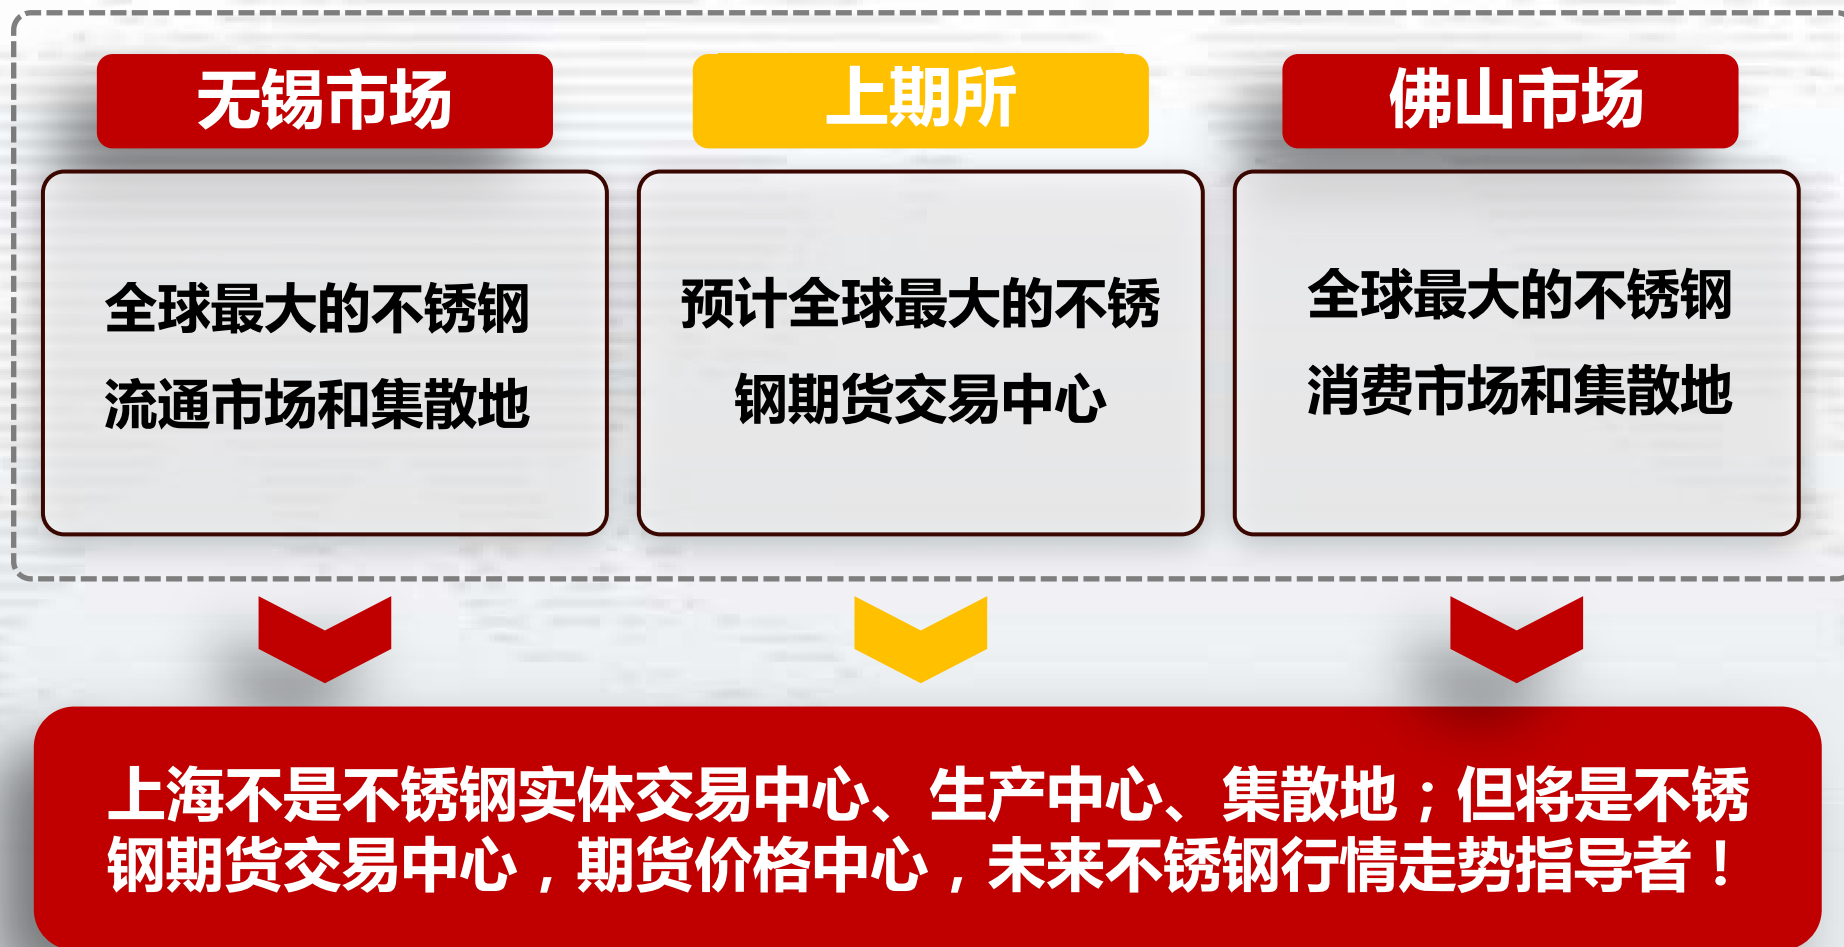 无锡市场
上期所
佛山市场
全球最大的不锈钢
流通市场和集散地
预计全球最大的不锈
钢期货交易中心
全球最大的不锈钢
消费市场和集散地
上海不是不锈钢实体交易中心、生产中心、集散地；但将是不锈
钢期货交易中心，期货价格中心，未来不锈钢行情走势指导者！